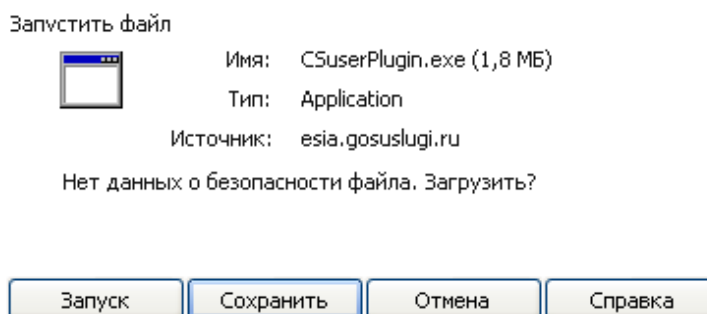 Запустить файл
Имя: CSuserPlugin.exe (1,8 МБ)
Тип: Application
Источник: esia.gosuslugi.ru
Нет данных о безопасности файла. Загрузить?
Запуск Сохранить Отмена Справка